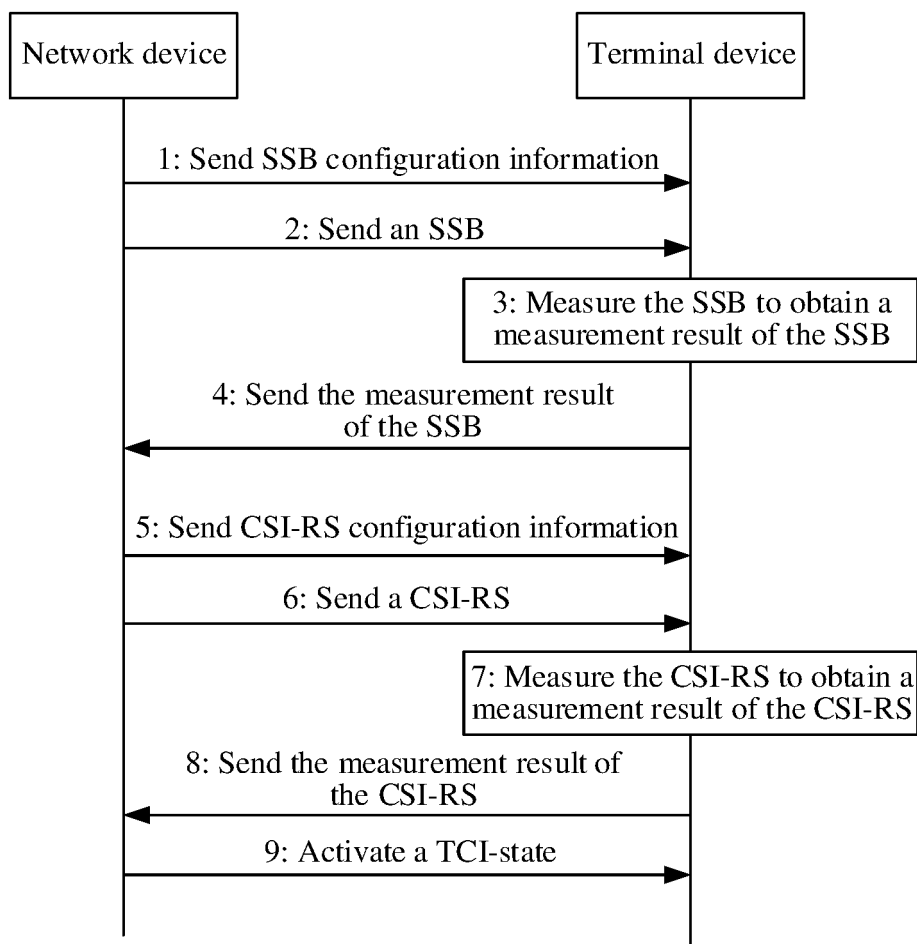 Network device
Terminal device
1: Send SSB configuration information
2: Send an SSB
3: Measure the SSB to obtain a
measurement result of the SSB
4: Send the measurement result
of the SSB
5: Send CSI-RS configuration information
6: Send a CSI-RS
7: Measure the CSI-RS to obtain a
measurement result of the CSI-RS
8: Send the measurement result of
the CSI-RS
9: Activate a TCI-state